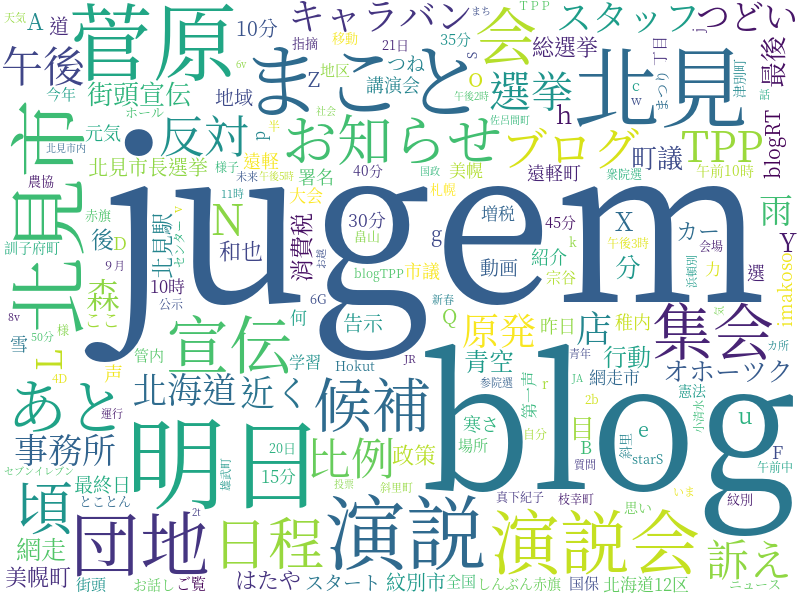 jugem
blog
北見市
菅原
まこと
北見
明日
演説
演説会
団地
集会
宣伝
候補
お知らせ
TPP
ブログ
選挙
会
あと
頃
日程
比例
訴え
反対
キャラバン
スタッフ
つどい
午後
街頭宣伝
10分
35分
21日
指摘
移動
つね
地区
講演会
総選挙
最後
まつり
丁目
津別町
午後2時
佐呂間町
blogRT
町議
午前10時
衆院選
遠軽町
美幌
署名
40分
札幌
国政
大会
30分
畠山
消費税
和也
増税
45分
カー
会場
午後3時
浜頓別
動画
紹介
宗谷
市議
blogTPP
新春
告示
何
学習
Hokut
JR
原発
昨日
店
稚内
行動
網走市
JA
憲法
小清水
オホーツク
imakoso
雨
青空
参院選
第一声
自分
寒さ
場所
斜里
starS
質問
政策
近く
北海道
管内
事務所
最終日
とことん
網走
美幌町
街頭
お話し
ご覧
はたや
スタート
紋別市
全国
しんぶん赤旗
国保
北海道12区
ニュース
真下紀子
枝幸町
思い
いま
紋別
午前中
15分
20日
雄武町
投票
斜里町
セブンイレブン
運行
50分
様
雪
公示
森
ここ
10時
北見駅
センター
訓子府町
赤旗
農協
北見市内
北見市長選挙
遠軽
様子
午後5時
未来
11時
元気
今年
地域
ホール
社会
天気
道
まち
話
9月
声
青年
カ所